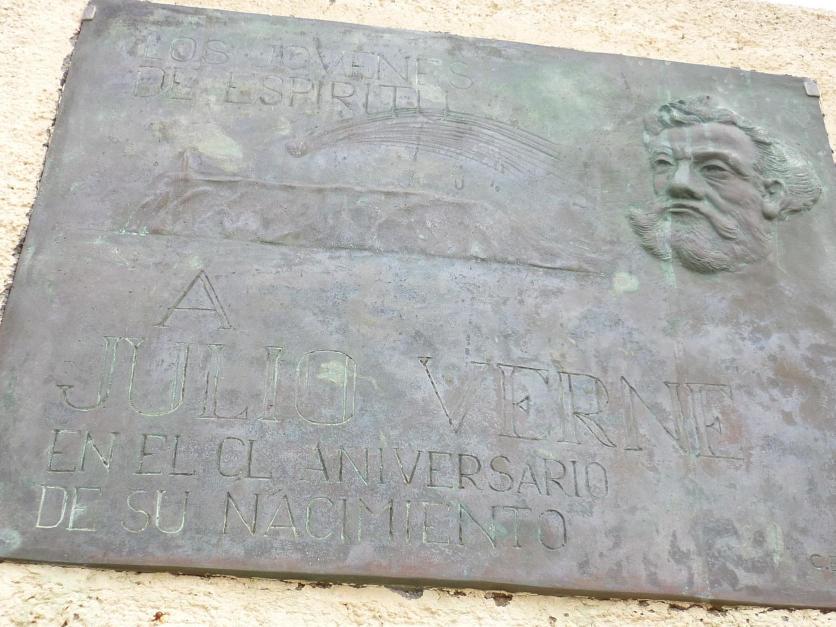 LOS JOVENES
DE ESPIRITU
A
JULIO VERNE
EN EL CL ANIVERSARIO
DE SU NACIMIENTO